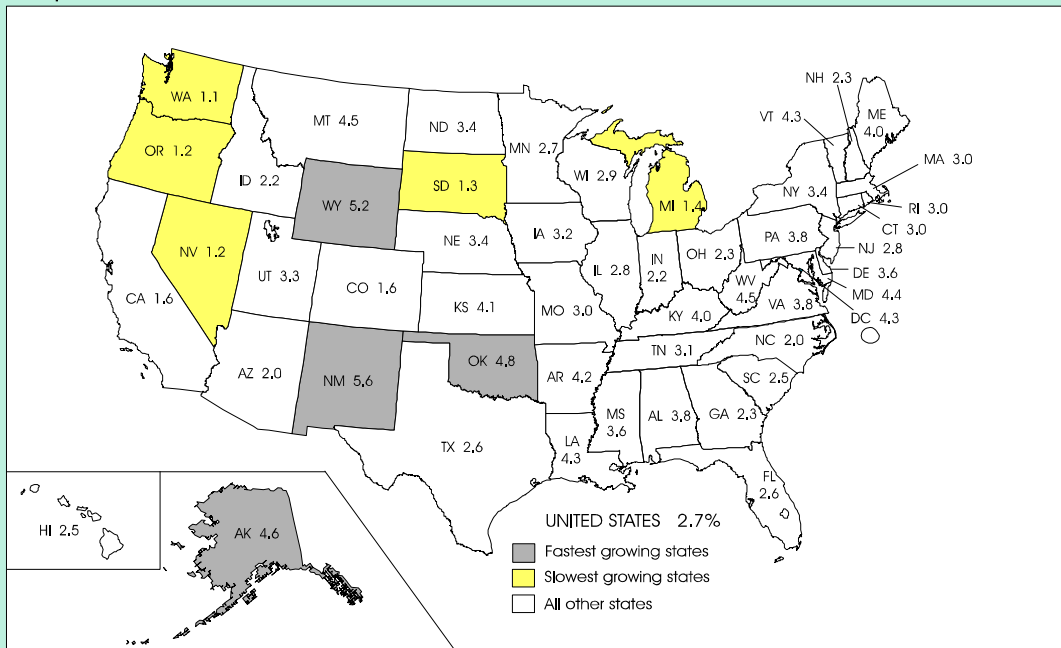 NH 2.3
VT 4.3
ME
4.0
WA 1.1
MT 4.5
ND 3.4
MN 2.7
OR 1.2
ID 2.2
SD 1.3
WI 2.9
MI 1.4
NY 3.4
MA 3.0
RI 3.0
CT 3.0
WY 5.2
NV 1.2
UT 3.3
NE 3.4
IA 3.2
IL 2.8
IN
2.2
OH 2.3
PA 3.8
NJ 2.8
DE 3.6
MD 4.4
DC 4.3
WV
4.5
VA 3.8
CA 1.6
CO 1.6
KS 4.1
MO 3.0
KY 4.0
NC 2.0
TN 3.1
AZ 2.0
NM 5.6
OK 4.8
AR 4.2
SC 2.5
MS
3.6
AL 3.8
GA 2.3
TX 2.6
LA
4.3
FL
2.6
HI 2.5
AK 4.6
UNITED STATES 2.7%
Fastest growing states
Slowest growing states
All other states